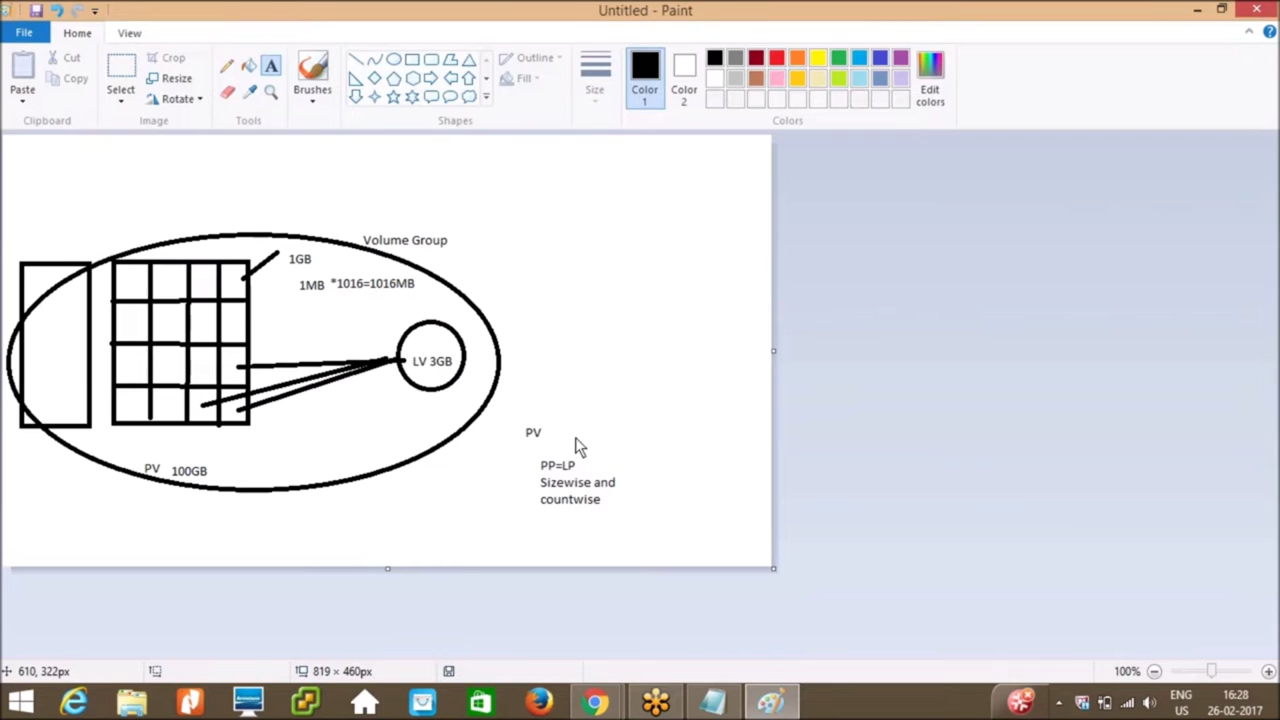 Untitled - Paint
File
Home
View
Paste
Cut
Copy
Clipboard
Select
Crop
Resize
Rotate
Image
Tools
Brushes
Shapes
Outline
Fill
Size
Color 1
Color 2
Edit colors
Colors
Volume Group
1GB
1MB *1016=1016MB
LV 3GB
PV 100GB
PV
PP=LP
Sizewise and
countwise
610, 322px
819 × 460px
100%
ENG
US
16:28
26-02-2017